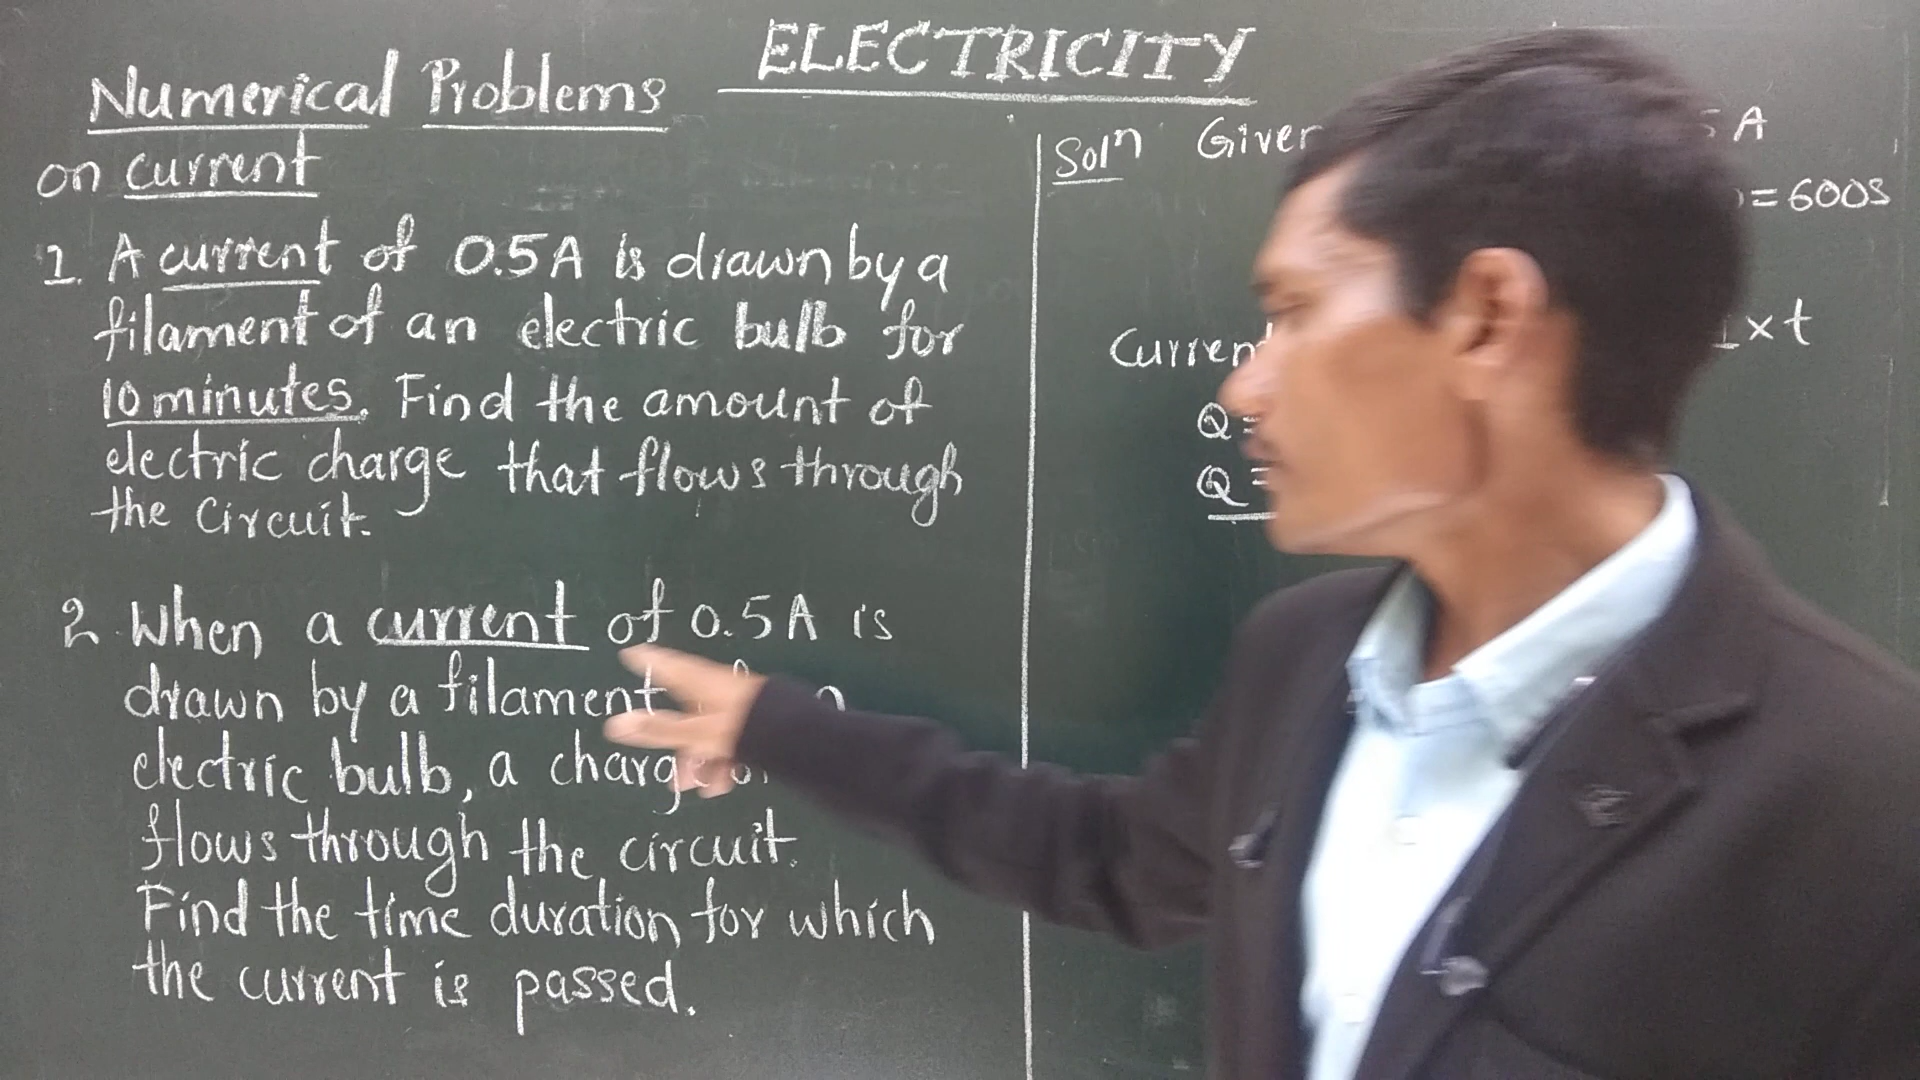 ELECTRICITY
Numerical Problems
on current
1. A current of 0.5A is drawn by a
filament of an electric bulb for
10 minutes. Find the amount of
electric charge that flows through
the circuit.
2. When a current of 0.5A is
drawn by a filament
electric bulb, a charge
flows through the circuit.
Find the time duration for which
the current is passed.
Solⁿ Given
A
=600s
Current
I×t
Q=
Q=